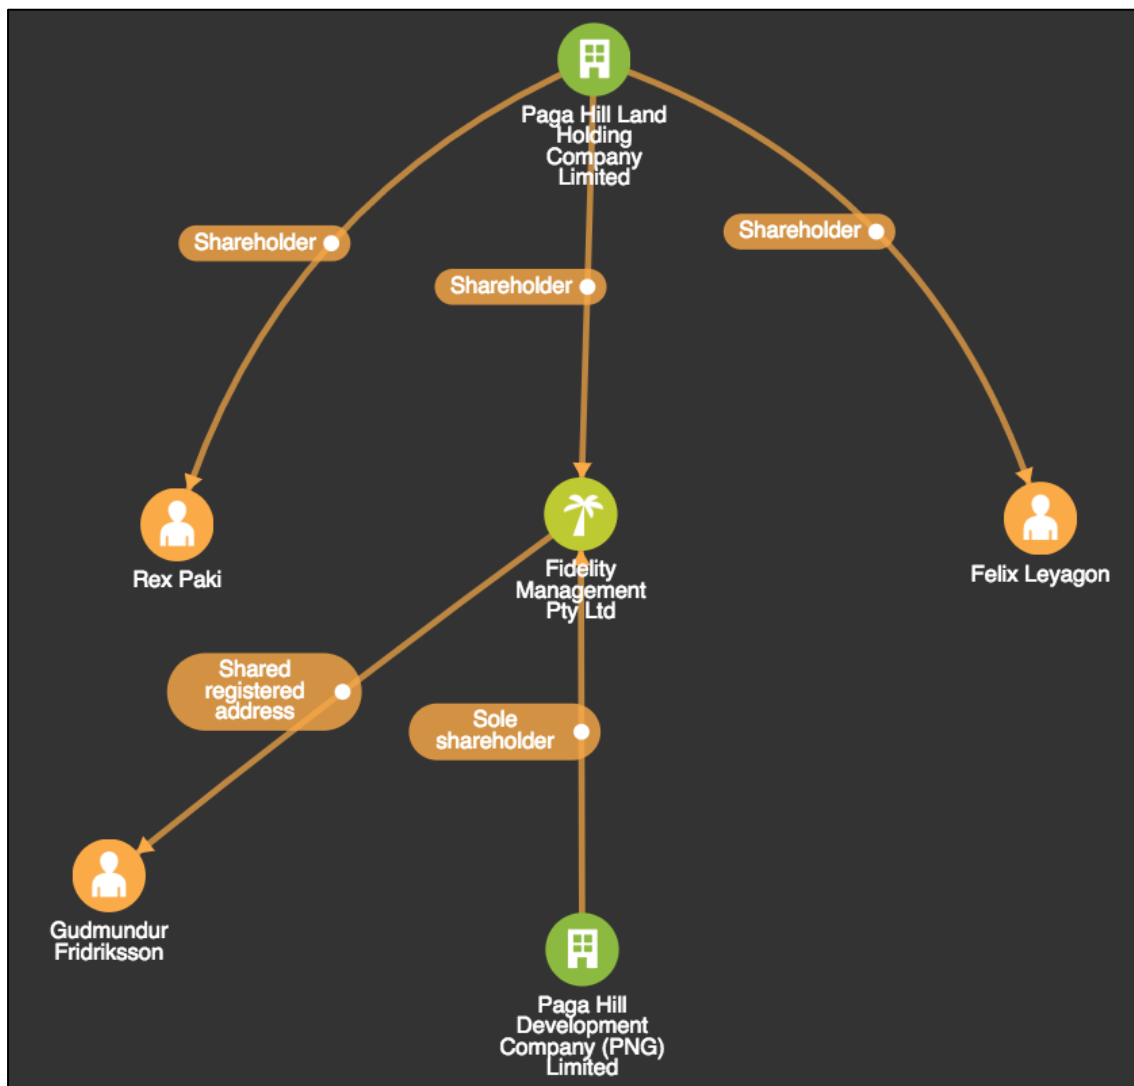 Paga Hill Land
Holding
Company
Limited
Shareholder
Shareholder
Shareholder
Rex Paki
Fidelity
Management
Pty Ltd
Felix Leyagon
Shared
registered
address
Sole
shareholder
Gudmundur
Fridriksson
Paga Hill
Development
Company (PNG)
Limited